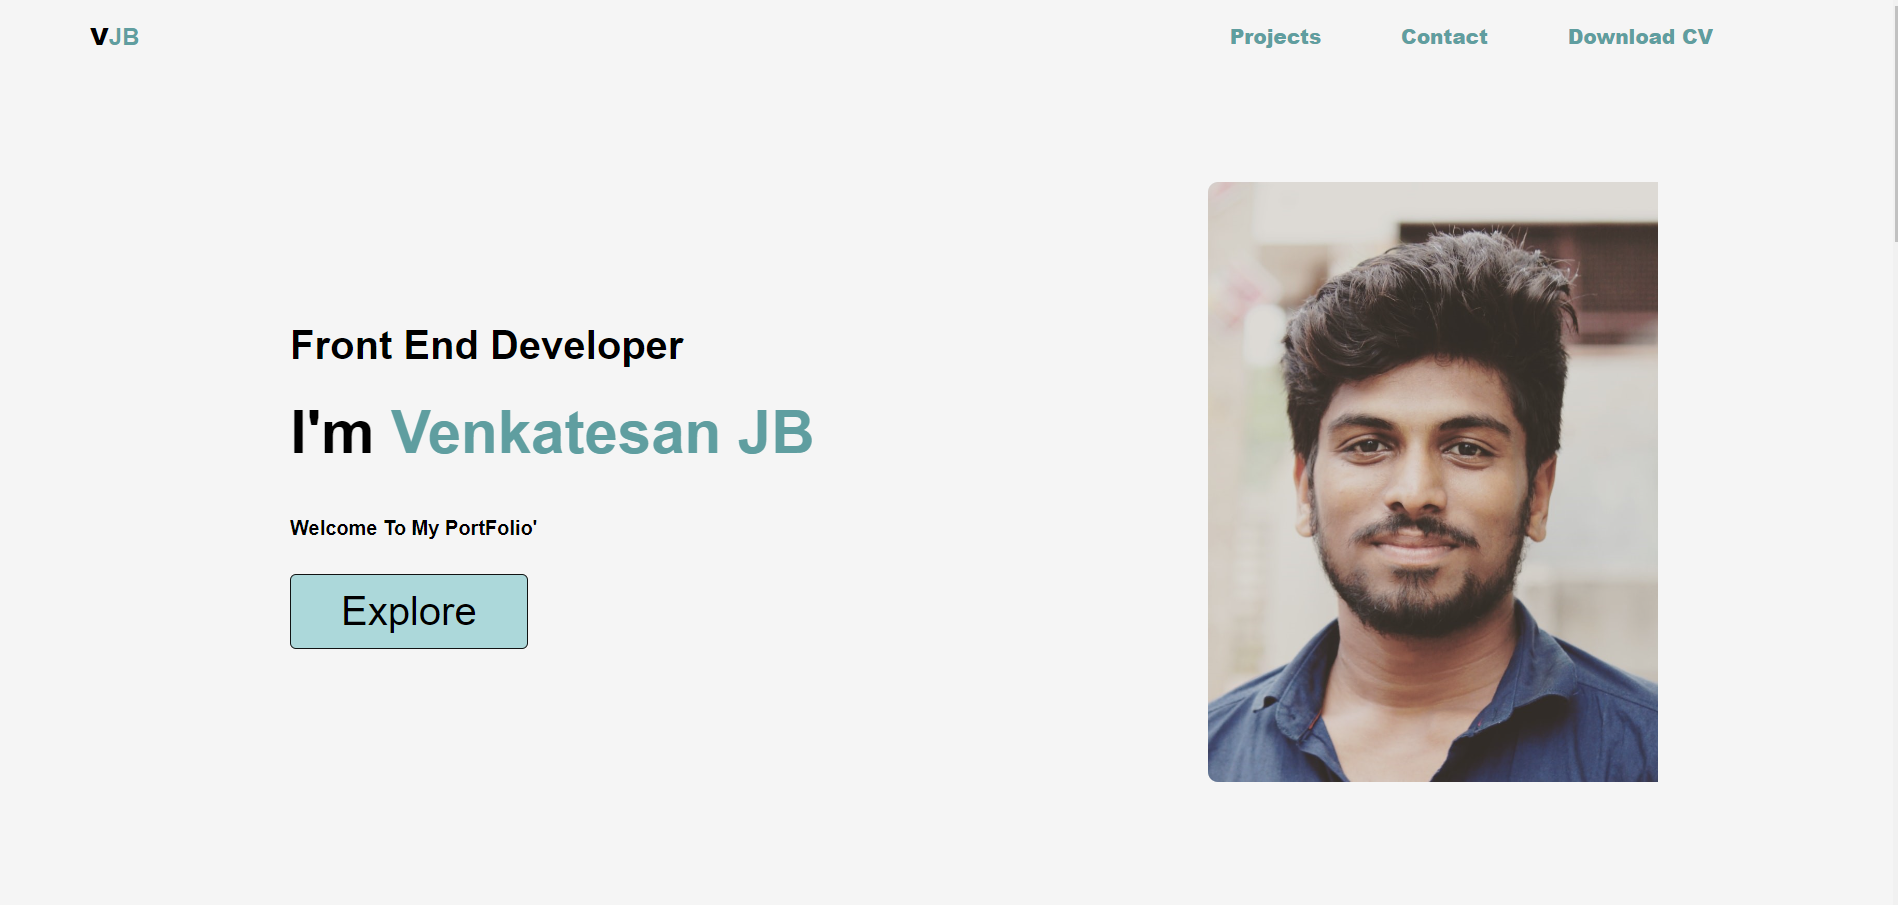 VJB
Projects Contact Download CV
Front End Developer
I'm Venkatesan JB
Welcome To My PortFolio'
Explore